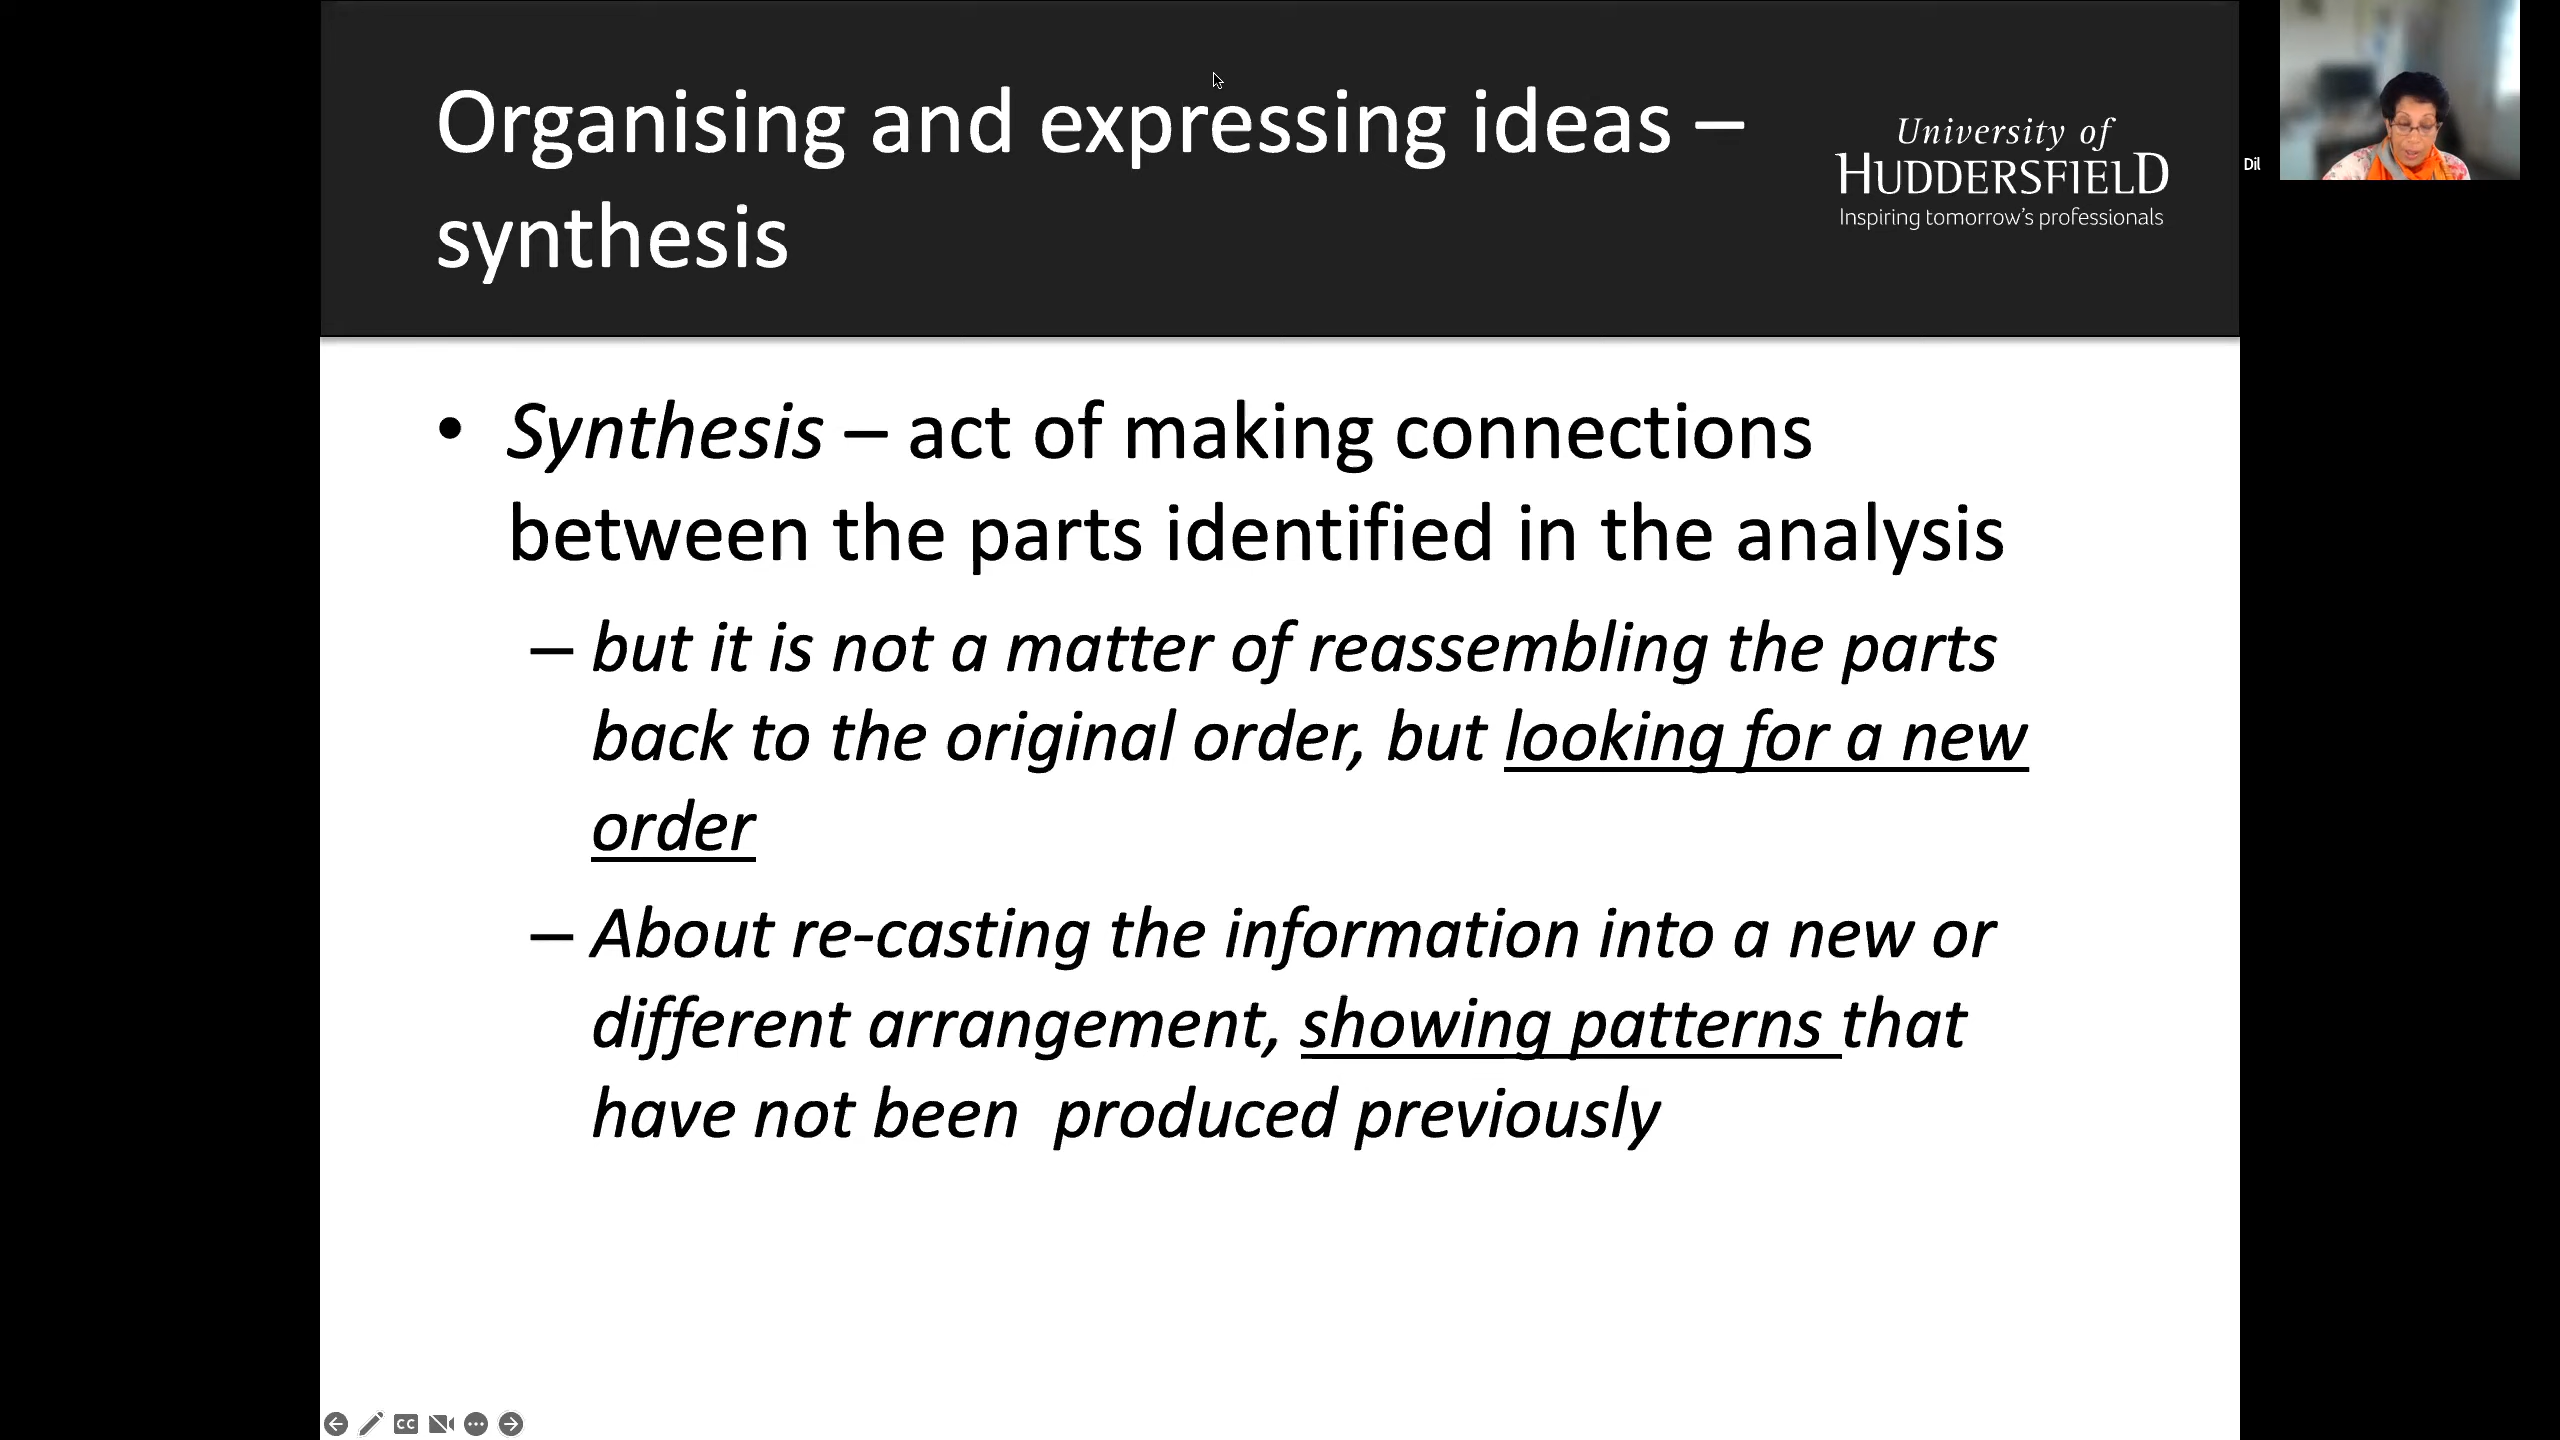 Organising and expressing ideas –
synthesis
University of
HUDDERSFIELD
Inspiring tomorrow's professionals
Dil
• Synthesis – act of making connections
between the parts identified in the analysis
– but it is not a matter of reassembling the parts
back to the original order, but looking for a new
order
– About re-casting the information into a new or
different arrangement, showing patterns that
have not been  produced previously
CC